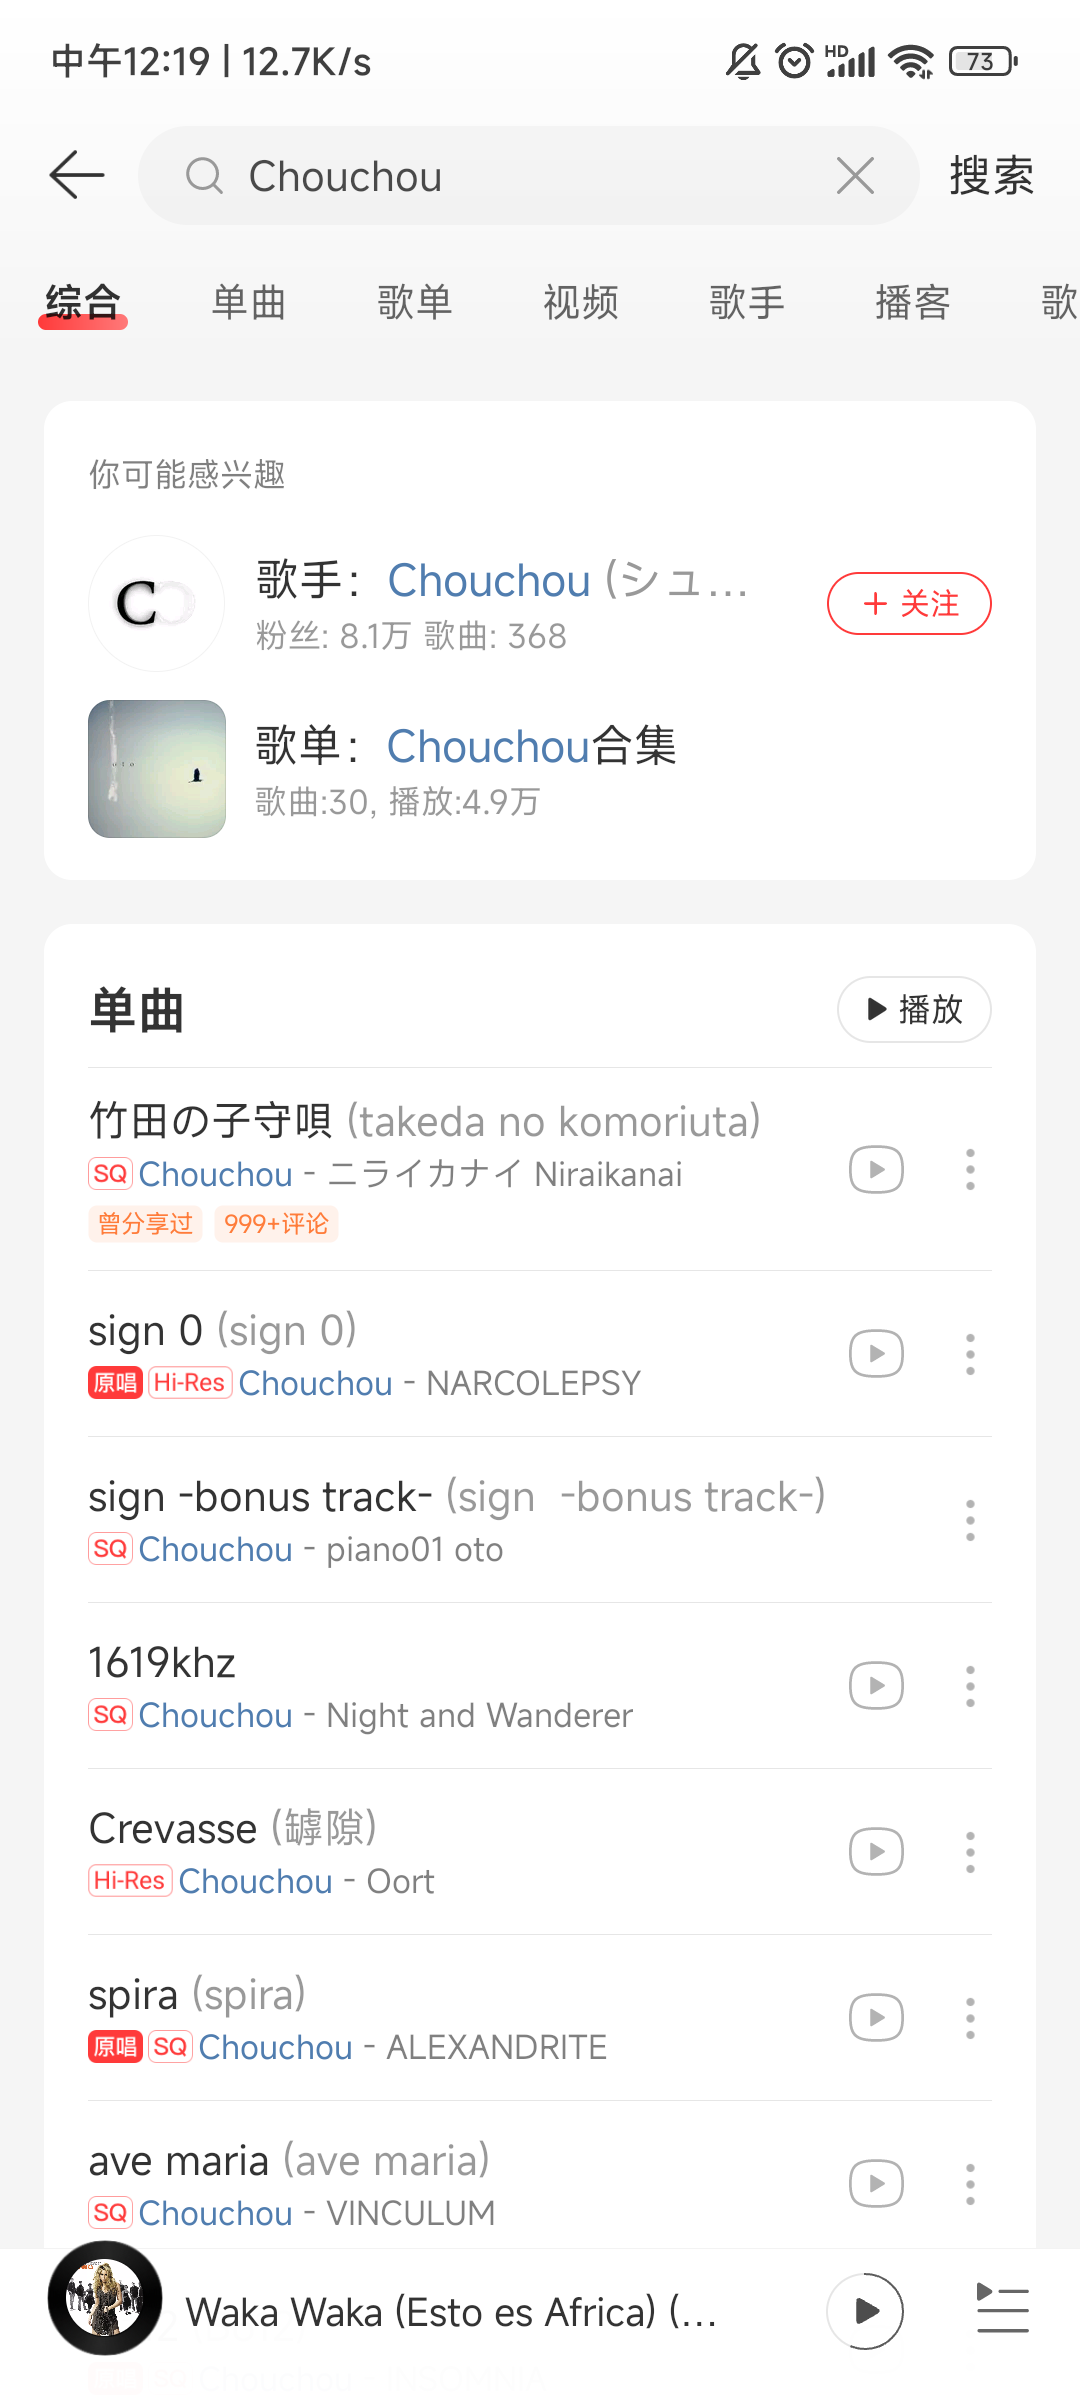 中午12:19 | 12.7K/s
HD
73
Chouchou
搜索
综合 单曲 歌单 视频 歌手 播客 歌
你可能感兴趣
歌手：Chouchou (シュ...
粉丝: 8.1万 歌曲: 368
+ 关注
oto
歌单：Chouchou合集
歌曲:30, 播放:4.9万
单曲
播放
竹田の子守唄 (takeda no komoriuta)
SQ Chouchou - ニライカナイ Niraikanai
曾分享过 999+评论
sign 0 (sign 0)
原唱 Hi-Res Chouchou - NARCOLEPSY
sign -bonus track- (sign  -bonus track-)
SQ Chouchou - piano01 oto
1619khz
SQ Chouchou - Night and Wanderer
Crevasse (罅隙)
Hi-Res Chouchou - Oort
spira (spira)
原唱 SQ Chouchou - ALEXANDRITE
ave maria (ave maria)
SQ Chouchou - VINCULUM
Waka Waka (Esto es Africa) (...
SQ Chouchou - INSOMNIA